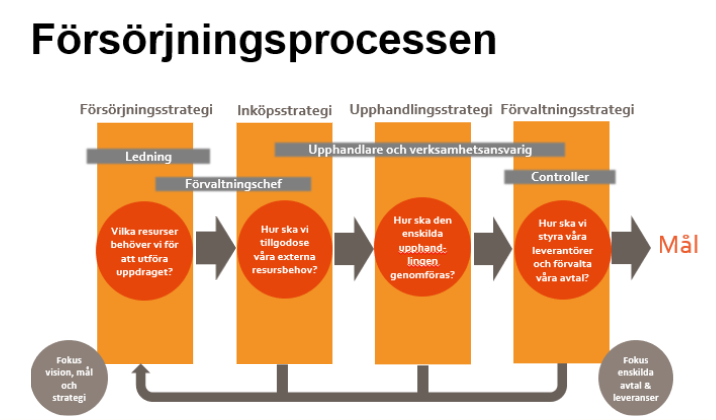 Försörjningsprocessen
Försörjningsstrategi
Inköpsstrategi
Upphandlingsstrategi
Förvaltningsstrategi
Ledning
Upphandlare och verksamhetsansvarig
Förvaltningschef
Controller
Vilka resurser
behöver vi för
att utföra
uppdraget?
Hur ska vi
tillgodose
våra externa
resursbehov?
Hur ska den
enskilda
upphand-
lingen
genomföras?
Hur ska vi
styra våra
leverantörer
och förvalta
våra avtal?
Mål
Fokus
vision, mål
och
strategi
Fokus
enskilda
avtal &
leveranser